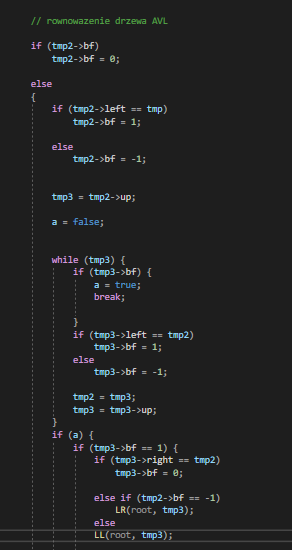 // rownowazenie drzewa AVL
if (tmp2->bf)
tmp2->bf = 0;
else
{
if (tmp2->left == tmp)
tmp2->bf = 1;
else
tmp2->bf = -1;
tmp3 = tmp2->up;
a = false;
while (tmp3) {
if (tmp3->bf) {
a = true;
break;
}
if (tmp3->left == tmp2)
tmp3->bf = 1;
else
tmp3->bf = -1;
tmp2 = tmp3;
tmp3 = tmp3->up;
}
if (a) {
if (tmp3->bf == 1) {
if (tmp3->right == tmp2)
tmp3->bf = 0;
else if (tmp2->bf == -1)
LR(root, tmp3);
else
LL(root, tmp3);